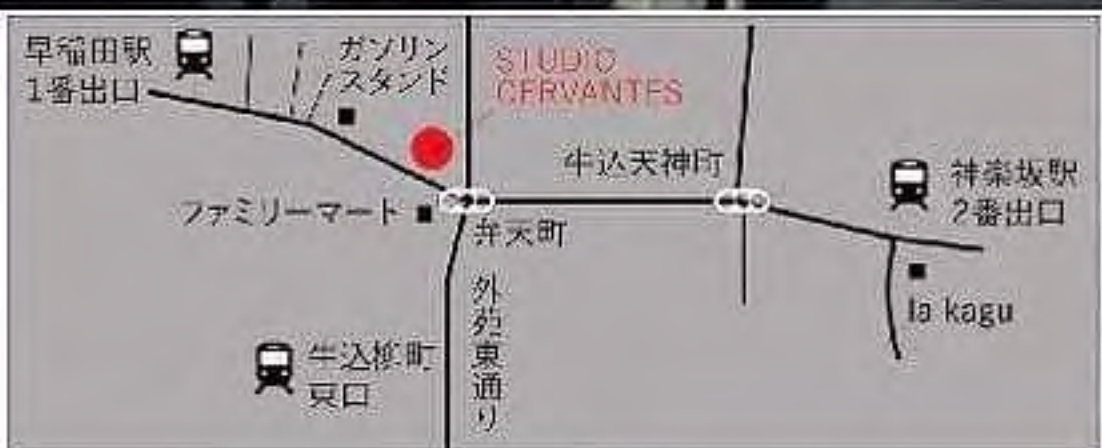 早稲田駅
1番出口
ガソリン
スタンド
STUDIO
CERVANTES
牛込天神町
神楽坂駅
2番出口
ファミリーマート
弁天町
外苑東通り
la kagu
牛込柳町
東口